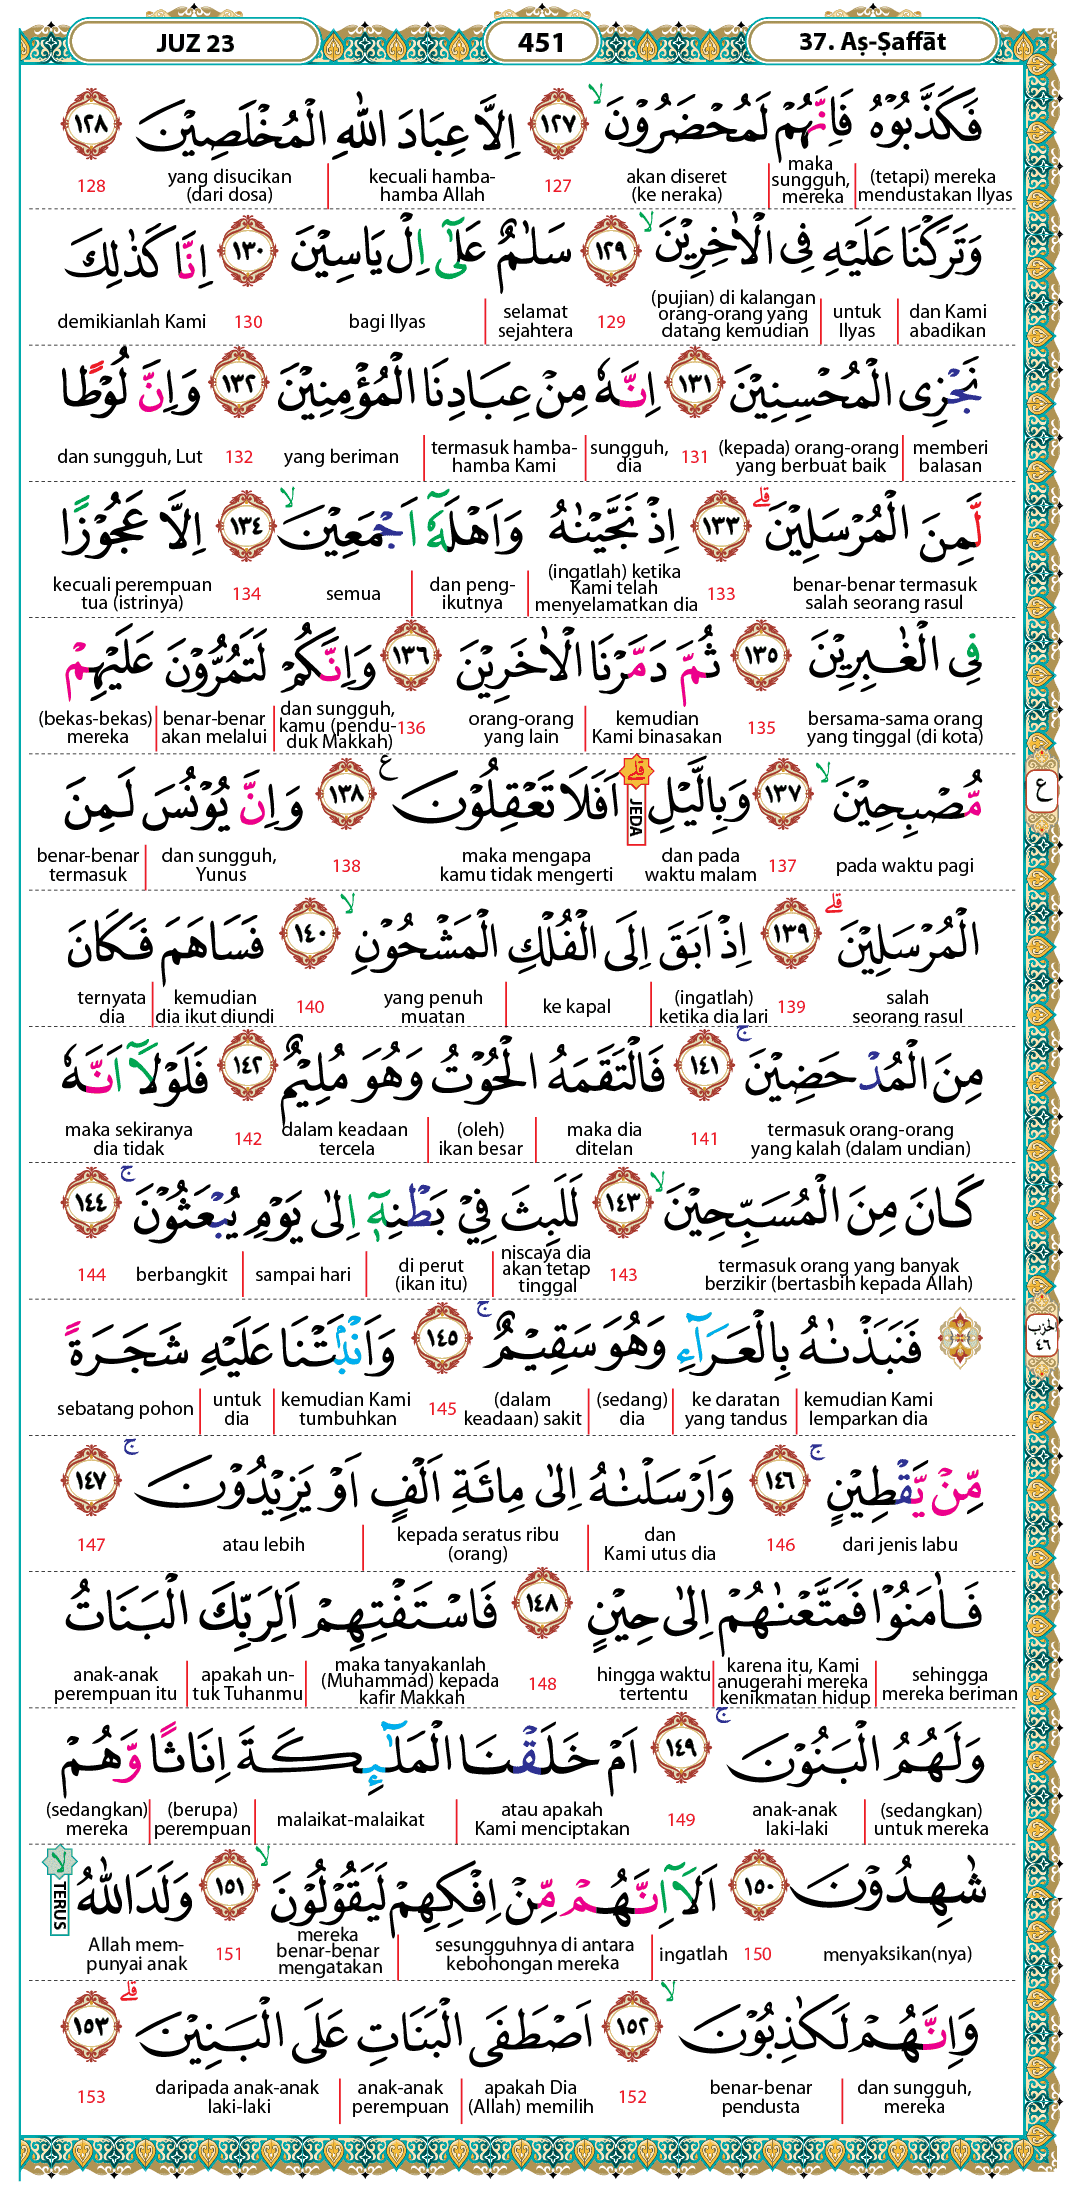 JUZ 23 451 37. Aṣ-Ṣaffāt
فَكَذَّبُوْهُ فَاِنَّهُمْ لَمُحْضَرُوْنَۙ ١٢٧ اِلَّا عِبَادَ اللّٰهِ الْمُخْلَصِيْنَ ١٢٨
(tetapi) mereka mendustakan Ilyas | maka sungguh, mereka | akan diseret (ke neraka) 127 kecuali hamba-hamba Allah | yang disucikan (dari dosa) 128
وَتَرَكْنَا عَلَيْهِ فِى الْاٰخِرِيْنَۙ ١٢٩ سَلٰمٌ عَلٰٓى اِلْ يَاسِيْنَ ١٣٠ اِنَّا كَذٰلِكَ
dan Kami abadikan | untuk Ilyas | (pujian) di kalangan orang-orang yang datang kemudian 129 selamat sejahtera | bagi Ilyas 130 demikianlah Kami
نَجْزِى الْمُحْسِنِيْنَ ١٣١ اِنَّهٗ مِنْ عِبَادِنَا الْمُؤْمِنِيْنَ ١٣٢ وَاِنَّ لُوْطًا
memberi balasan | (kepada) orang-orang yang berbuat baik 131 sungguh, dia | termasuk hamba-hamba Kami | yang beriman 132 dan sungguh, Lut
لَّمِنَ الْمُرْسَلِيْنَۗ ١٣٣ اِذْ نَجَّيْنٰهُ وَاَهْلَهٗٓ اَجْمَعِيْنَۙ ١٣٤ اِلَّا عَجُوْزًا
benar-benar termasuk salah seorang rasul 133 (ingatlah) ketika Kami telah menyelamatkan dia | dan peng-ikutnya | semua 134 kecuali perempuan tua (istrinya)
فِى الْغٰبِرِيْنَ ١٣٥ ثُمَّ دَمَّرْنَا الْاٰخَرِيْنَ ١٣٦ وَاِنَّكُمْ لَتَمُرُّوْنَ عَلَيْهِمْ
bersama-sama orang yang tinggal (di kota) 135 kemudian Kami binasakan | orang-orang yang lain 136 dan sungguh, kamu (pendu-duk Makkah) | benar-benar akan melalui | (bekas-bekas) mereka
مُّصْبِحِيْنَۙ ١٣٧ وَبِالَّيْلِۗ JEDA اَفَلَا تَعْقِلُوْنَ ࣖ ١٣٨ وَاِنَّ يُوْنُسَ لَمِنَ ع
pada waktu pagi 137 dan pada waktu malam maka mengapa kamu tidak mengerti 138 dan sungguh, Yunus | benar-benar termasuk
الْمُرْسَلِيْنَۗ ١٣٩ اِذْ اَبَقَ اِلَى الْفُلْكِ الْمَشْحُوْنِۙ ١٤٠ فَسَاهَمَ فَكَانَ
salah seorang rasul 139 (ingatlah) ketika dia lari | ke kapal | yang penuh muatan 140 kemudian dia ikut diundi | ternyata dia
مِنَ الْمُدْحَضِيْنَۚ ١٤١ فَالْتَقَمَهُ الْحُوْتُ وَهُوَ مُلِيْمٌ ١٤٢ فَلَوْلَآ اَنَّهٗ
termasuk orang-orang yang kalah (dalam undian) 141 maka dia ditelan | (oleh) ikan besar | dalam keadaan tercela 142 maka sekiranya dia tidak
كَانَ مِنَ الْمُسَبِّحِيْنَۙ ١٤٣ لَلَبِثَ فِيْ بَطْنِهٖٓ اِلٰى يَوْمِ يُبْعَثُوْنَۚ ١٤٤
termasuk orang yang banyak berzikir (bertasbih kepada Allah) 143 niscaya dia akan tetap tinggal | di perut (ikan itu) | sampai hari | berbangkit 144
۞ فَنَبَذْنٰهُ بِالْعَرَاۤءِ وَهُوَ سَقِيْمٌۚ ١٤٥ وَاَنْۢبَتْنَا عَلَيْهِ شَجَرَةً الحزب ٤٦
kemudian Kami lemparkan dia | ke daratan yang tandus | (sedang) dia | (dalam keadaan) sakit 145 kemudian Kami tumbuhkan | untuk dia | sebatang pohon
مِّنْ يَّقْطِيْنٍۚ ١٤٦ وَاَرْسَلْنٰهُ اِلٰى مِائَةِ اَلْفٍ اَوْ يَزِيْدُوْنَۚ ١٤٧
dari jenis labu 146 dan Kami utus dia | kepada seratus ribu (orang) | atau lebih 147
فَاٰمَنُوْا فَمَتَّعْنٰهُمْ اِلٰى حِيْنٍ ١٤٨ فَاسْتَفْتِهِمْ اَلِرَبِّكَ الْبَنَاتُ
sehingga mereka beriman | karena itu, Kami anugerahi mereka kenikmatan hidup | hingga waktu tertentu 148 maka tanyakanlah (Muhammad) kepada kafir Makkah | apakah un-tuk Tuhanmu | anak-anak perempuan itu
وَلَهُمُ الْبَنُوْنَۚ ١٤٩ اَمْ خَلَقْنَا الْمَلٰۤىِٕكَةَ اِنَاثًا وَّهُمْ
(sedangkan) untuk mereka | anak-anak laki-laki 149 atau apakah Kami menciptakan | malaikat-malaikat | (berupa) perempuan | (sedangkan) mereka
شٰهِدُوْنَ ١٥٠ اَلَآ اِنَّهُمْ مِّنْ اِفْكِهِمْ لَيَقُوْلُوْنَۙ ١٥١ وَلَدَ اللّٰهُۙ TERUS
menyaksikan(nya) 150 ingatlah | sesungguhnya di antara kebohongan mereka | mereka benar-benar mengatakan 151 Allah mem-punyai anak
وَاِنَّهُمْ لَكٰذِبُوْنَۙ ١٥٢ اَصْطَفَى الْبَنَاتِ عَلَى الْبَنِيْنَۗ ١٥٣
dan sungguh, mereka | benar-benar pendusta 152 apakah Dia (Allah) memilih | anak-anak perempuan | daripada anak-anak laki-laki 153